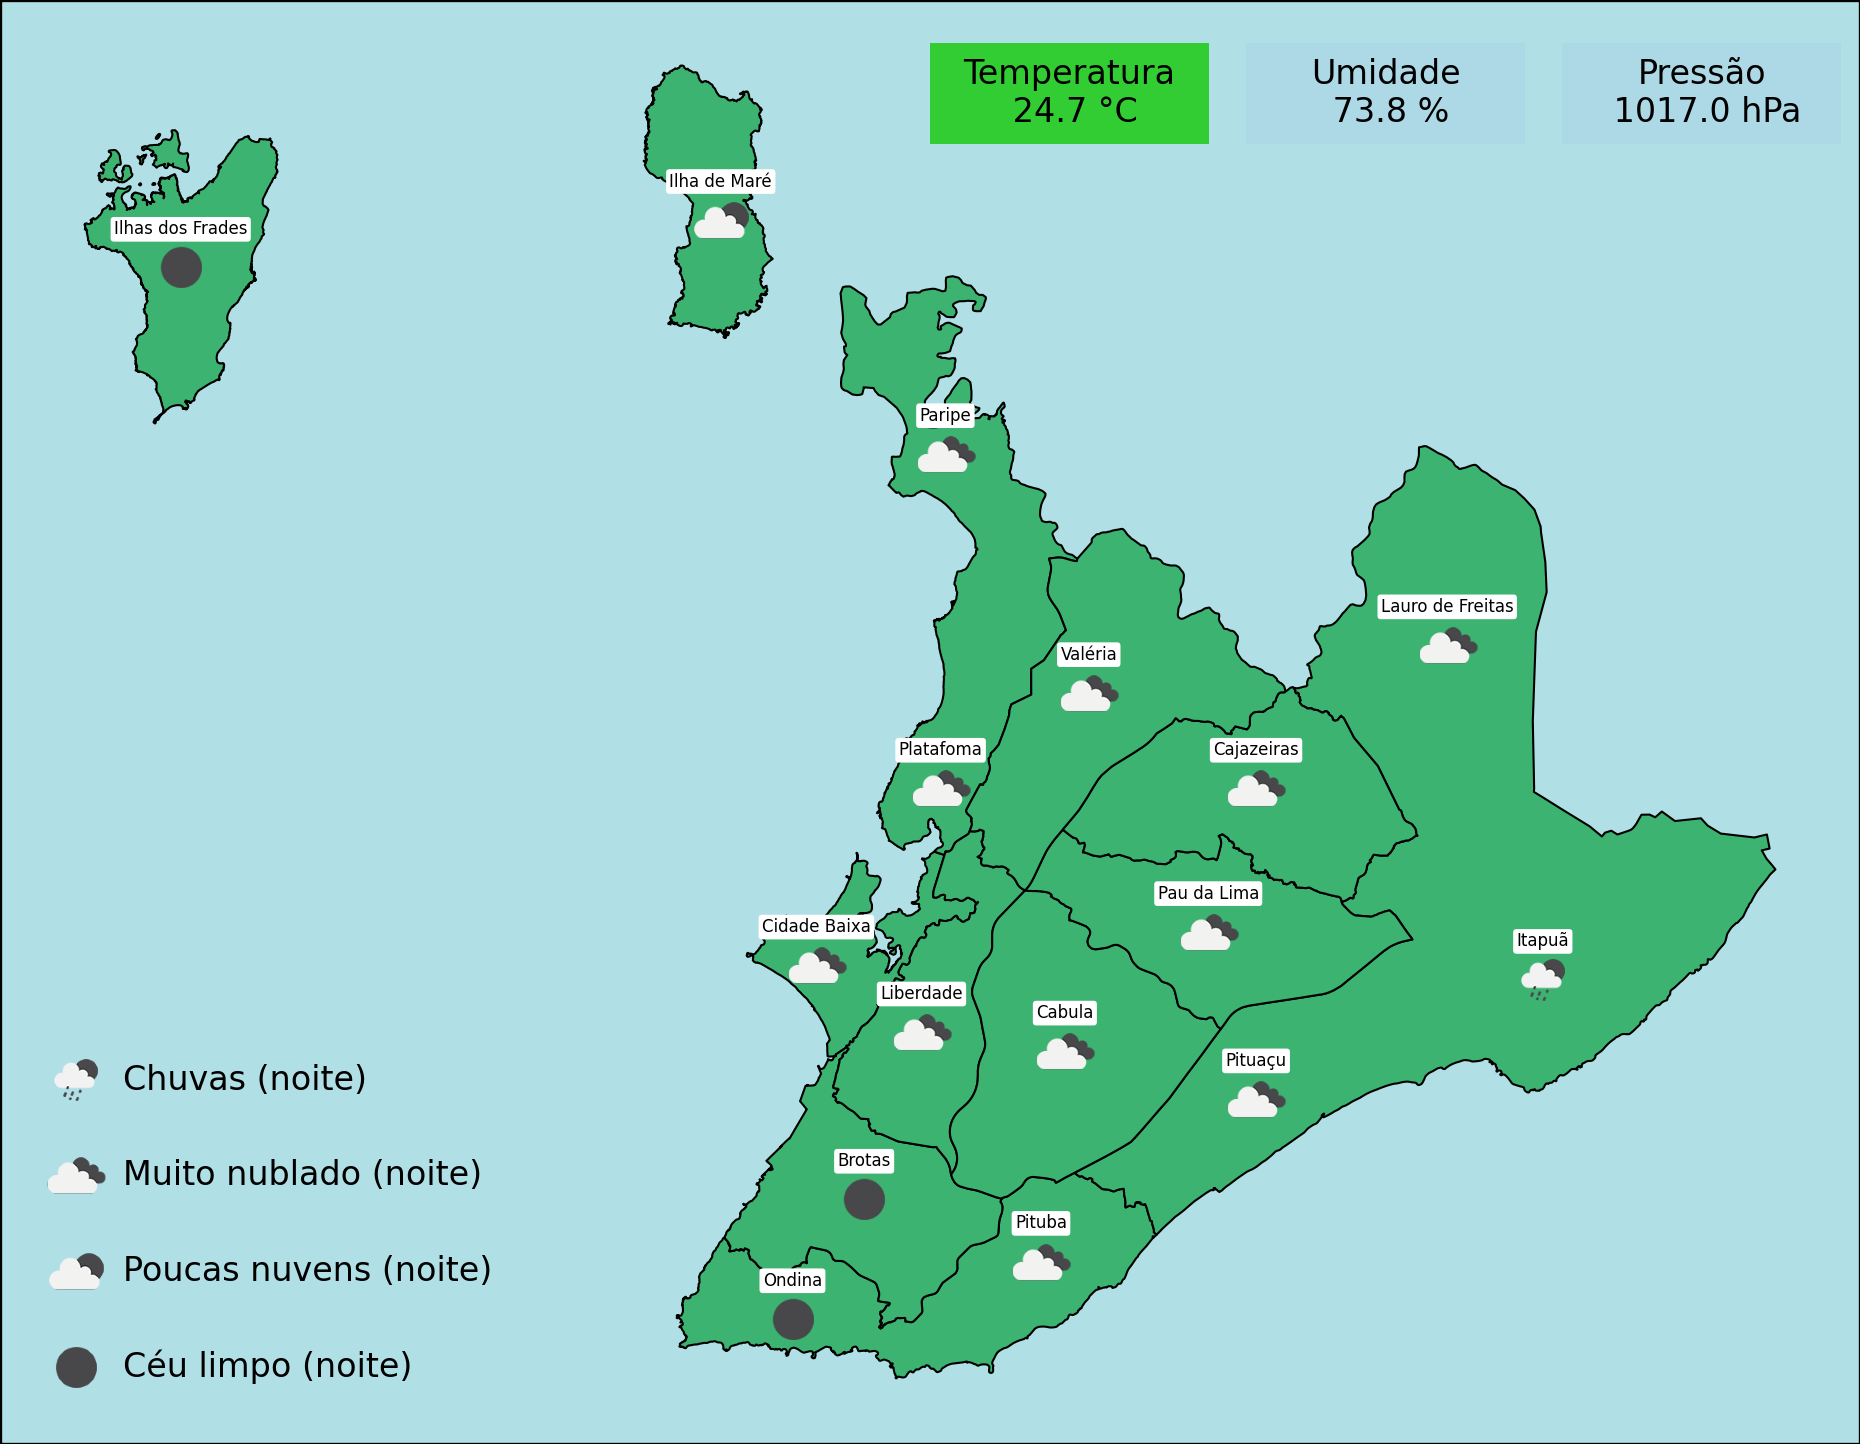 Temperatura
24.7 °C
Umidade
73.8 %
Pressão
1017.0 hPa
Ilha de Maré
Ilhas dos Frades
Paripe
Lauro de Freitas
Valéria
Platafoma
Cajazeiras
Pau da Lima
Cidade Baixa
Itapuã
Liberdade
Cabula
Pituaçu
Brotas
Pituba
Ondina
Chuvas (noite)
Muito nublado (noite)
Poucas nuvens (noite)
Céu limpo (noite)